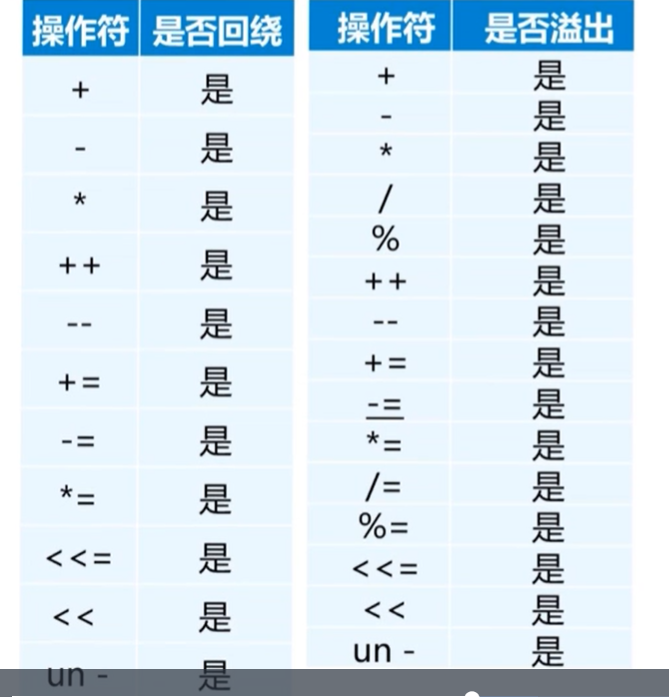 操作符 是否回绕
+ 是
- 是
* 是
++ 是
-- 是
+= 是
-= 是
*= 是
<<= 是
<< 是
un - 是
操作符 是否溢出
+ 是
- 是
* 是
/ 是
% 是
++ 是
-- 是
+= 是
-= 是
*= 是
/= 是
%= 是
<<= 是
<< 是
un - 是